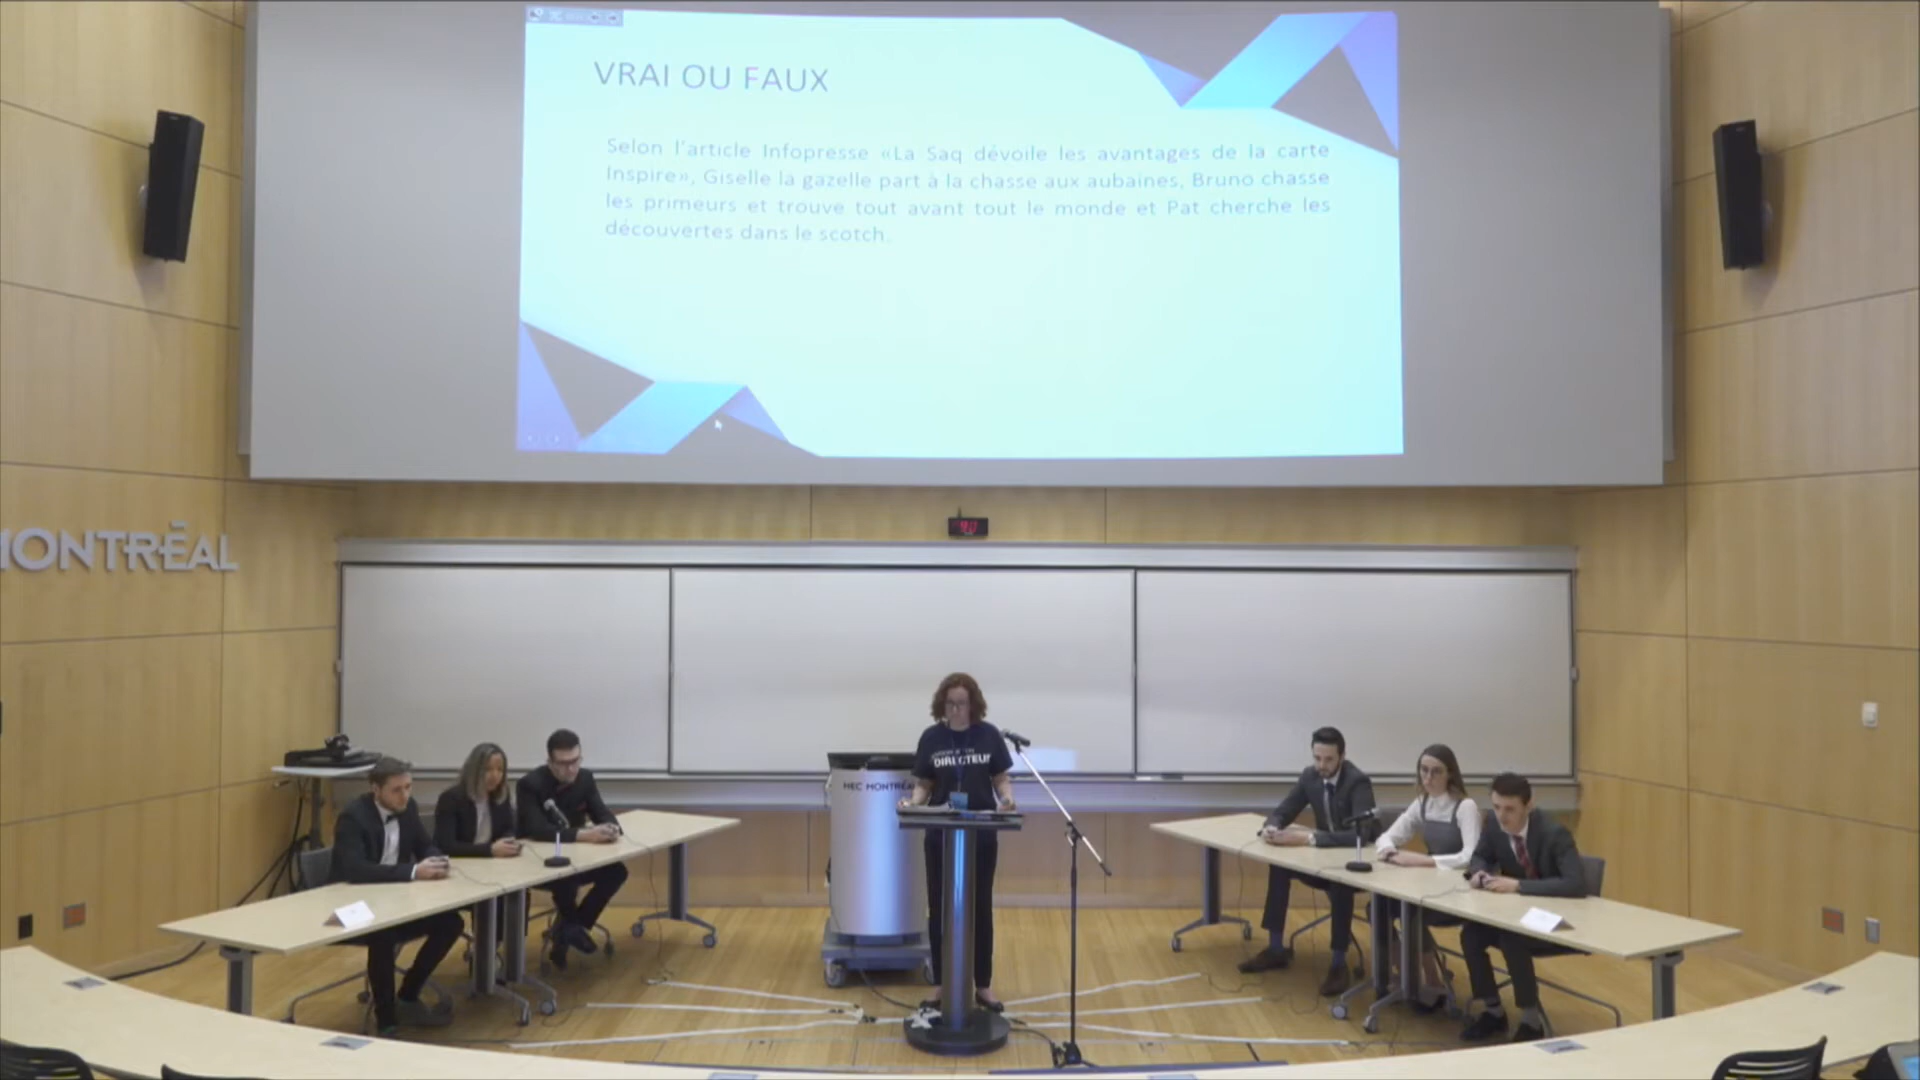 VRAI OU FAUX
Selon l'article Infopresse «La Saq dévoile les avantages de la carte
Inspire», Giselle la gazelle part à la chasse aux aubaines, Bruno chasse
les primeurs et trouve tout avant tout le monde et Pat cherche les
découvertes dans le scotch.
MONTRÉAL
DIRECTEUR
HEC MONTRÉAL